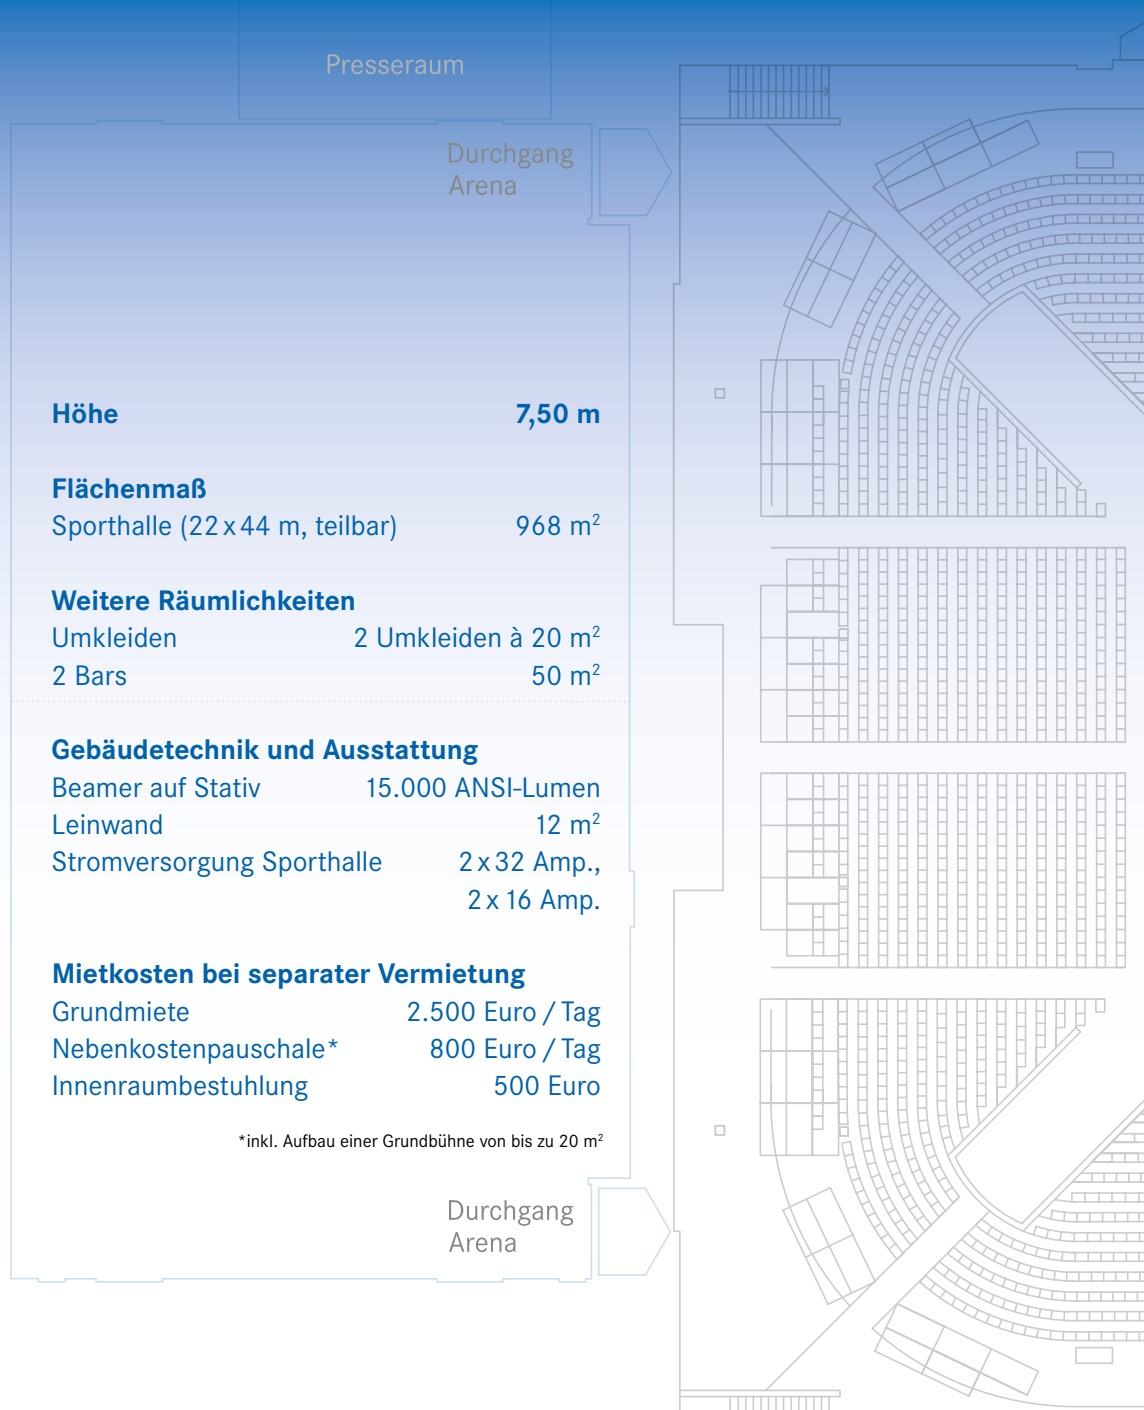 Presseraum
Durchgang
Arena
Höhe 7,50 m
Flächenmaß
Sporthalle (22 x 44 m, teilbar) 968 m²
Weitere Räumlichkeiten
Umkleiden 2 Umkleiden à 20 m²
2 Bars 50 m²
Gebäudetechnik und Ausstattung
Beamer auf Stativ 15.000 ANSI-Lumen
Leinwand 12 m²
Stromversorgung Sporthalle 2 x 32 Amp.,
2 x 16 Amp.
Mietkosten bei separater Vermietung
Grundmiete 2.500 Euro / Tag
Nebenkostenpauschale* 800 Euro / Tag
Innenraumbestuhlung 500 Euro
*inkl. Aufbau einer Grundbühne von bis zu 20 m²
Durchgang
Arena